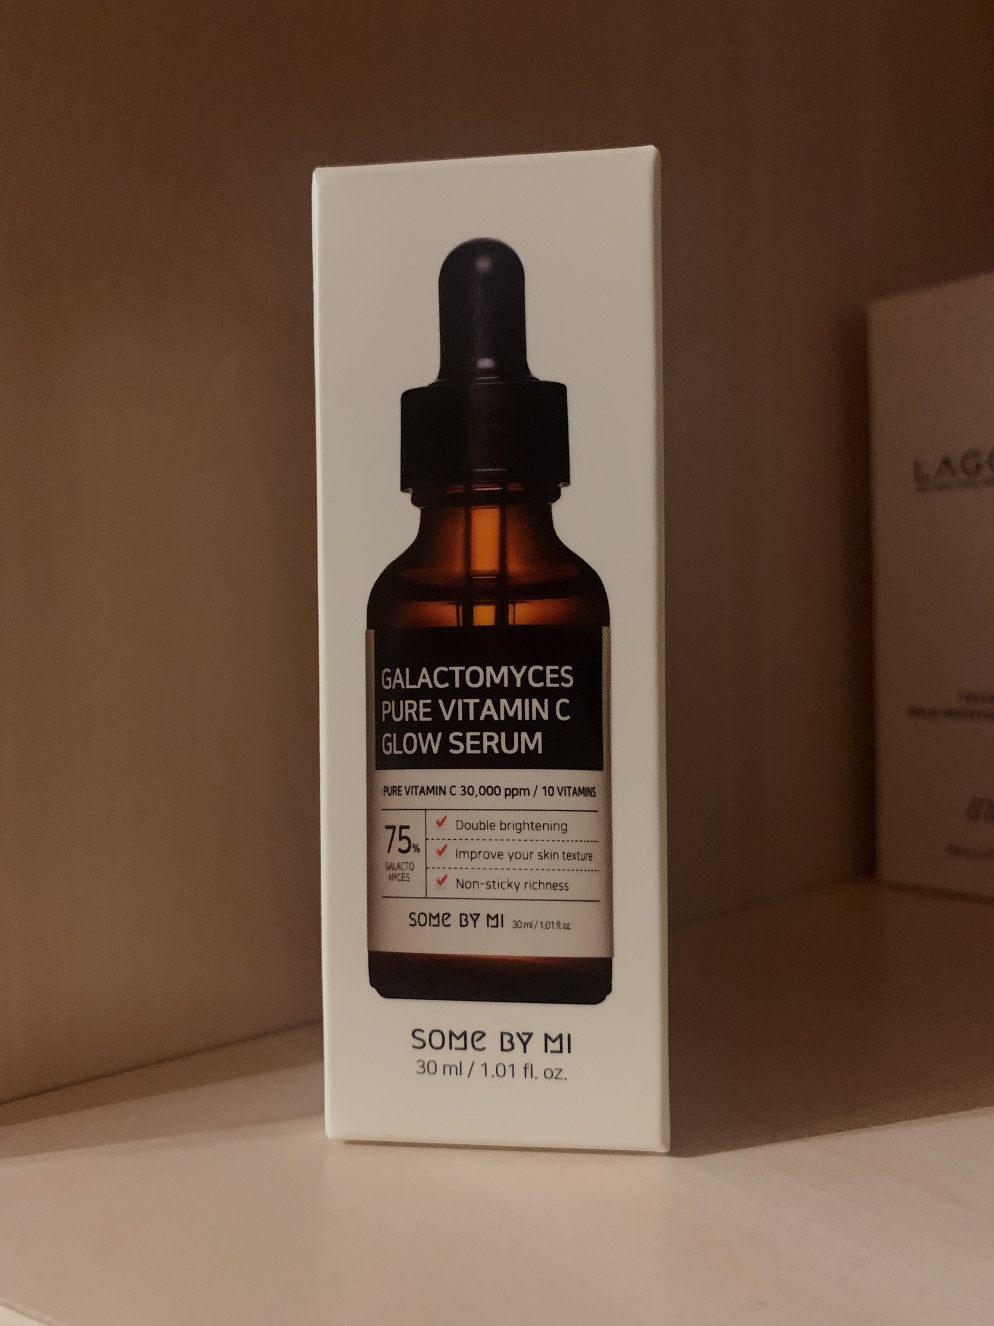 GALACTOMYCES
PURE VITAMIN C
GLOW SERUM
PURE VITAMIN C 30,000 ppm / 10 VITAMINS
75%
GALACTO
MYCES
Double brightening
Improve your skin texture
Non-sticky richness
SOME BY MI 30 ml / 1.01 fl. oz.
SOME BY MI
30 ml / 1.01 fl. oz.
LAGO